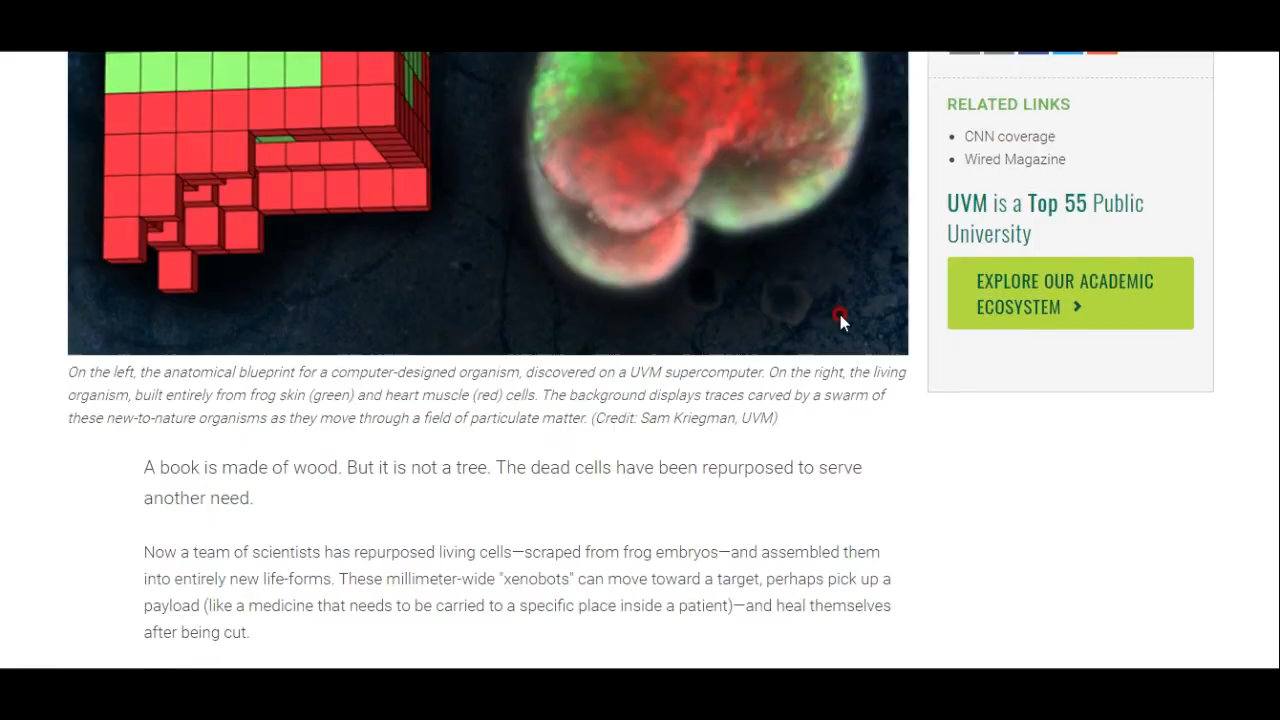 On the left, the anatomical blueprint for a computer-designed organism, discovered on a UVM supercomputer. On the right, the living
organism, built entirely from frog skin (green) and heart muscle (red) cells. The background displays traces carved by a swarm of
these new-to-nature organisms as they move through a field of particulate matter. (Credit: Sam Kriegman, UVM)
A book is made of wood. But it is not a tree. The dead cells have been repurposed to serve
another need.
Now a team of scientists has repurposed living cells—scraped from frog embryos—and assembled them
into entirely new life-forms. These millimeter-wide "xenobots" can move toward a target, perhaps pick up a
payload (like a medicine that needs to be carried to a specific place inside a patient)—and heal themselves
after being cut.
RELATED LINKS
• CNN coverage
• Wired Magazine
UVM is a Top 55 Public
University
EXPLORE OUR ACADEMIC
ECOSYSTEM >